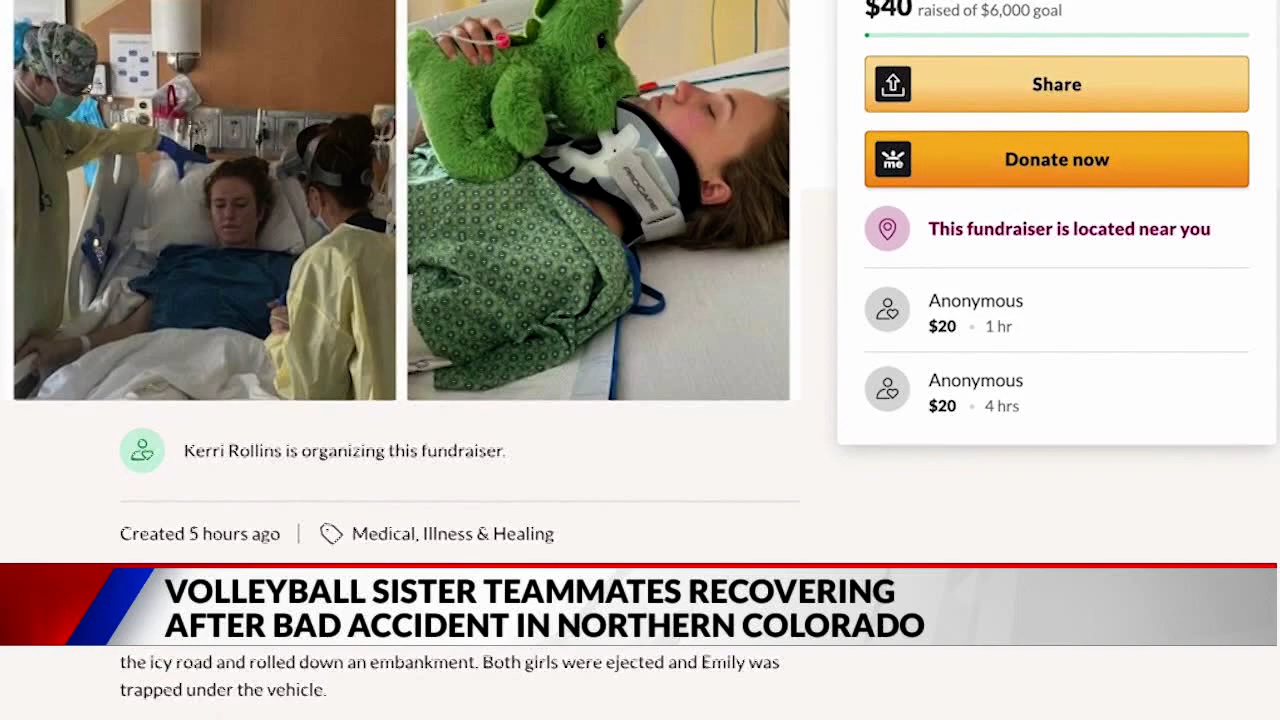 $40 raised of $6,000 goal
Share
me
Donate now
This fundraiser is located near you
Anonymous
$20 • 1 hr
Anonymous
$20 • 4 hrs
PROCARE
Kerri Rollins is organizing this fundraiser.
Created 5 hours ago | Medical, Illness & Healing
VOLLEYBALL SISTER TEAMMATES RECOVERING
AFTER BAD ACCIDENT IN NORTHERN COLORADO
the icy road and rolled down an embankment. Both girls were ejected and Emily was
trapped under the vehicle.